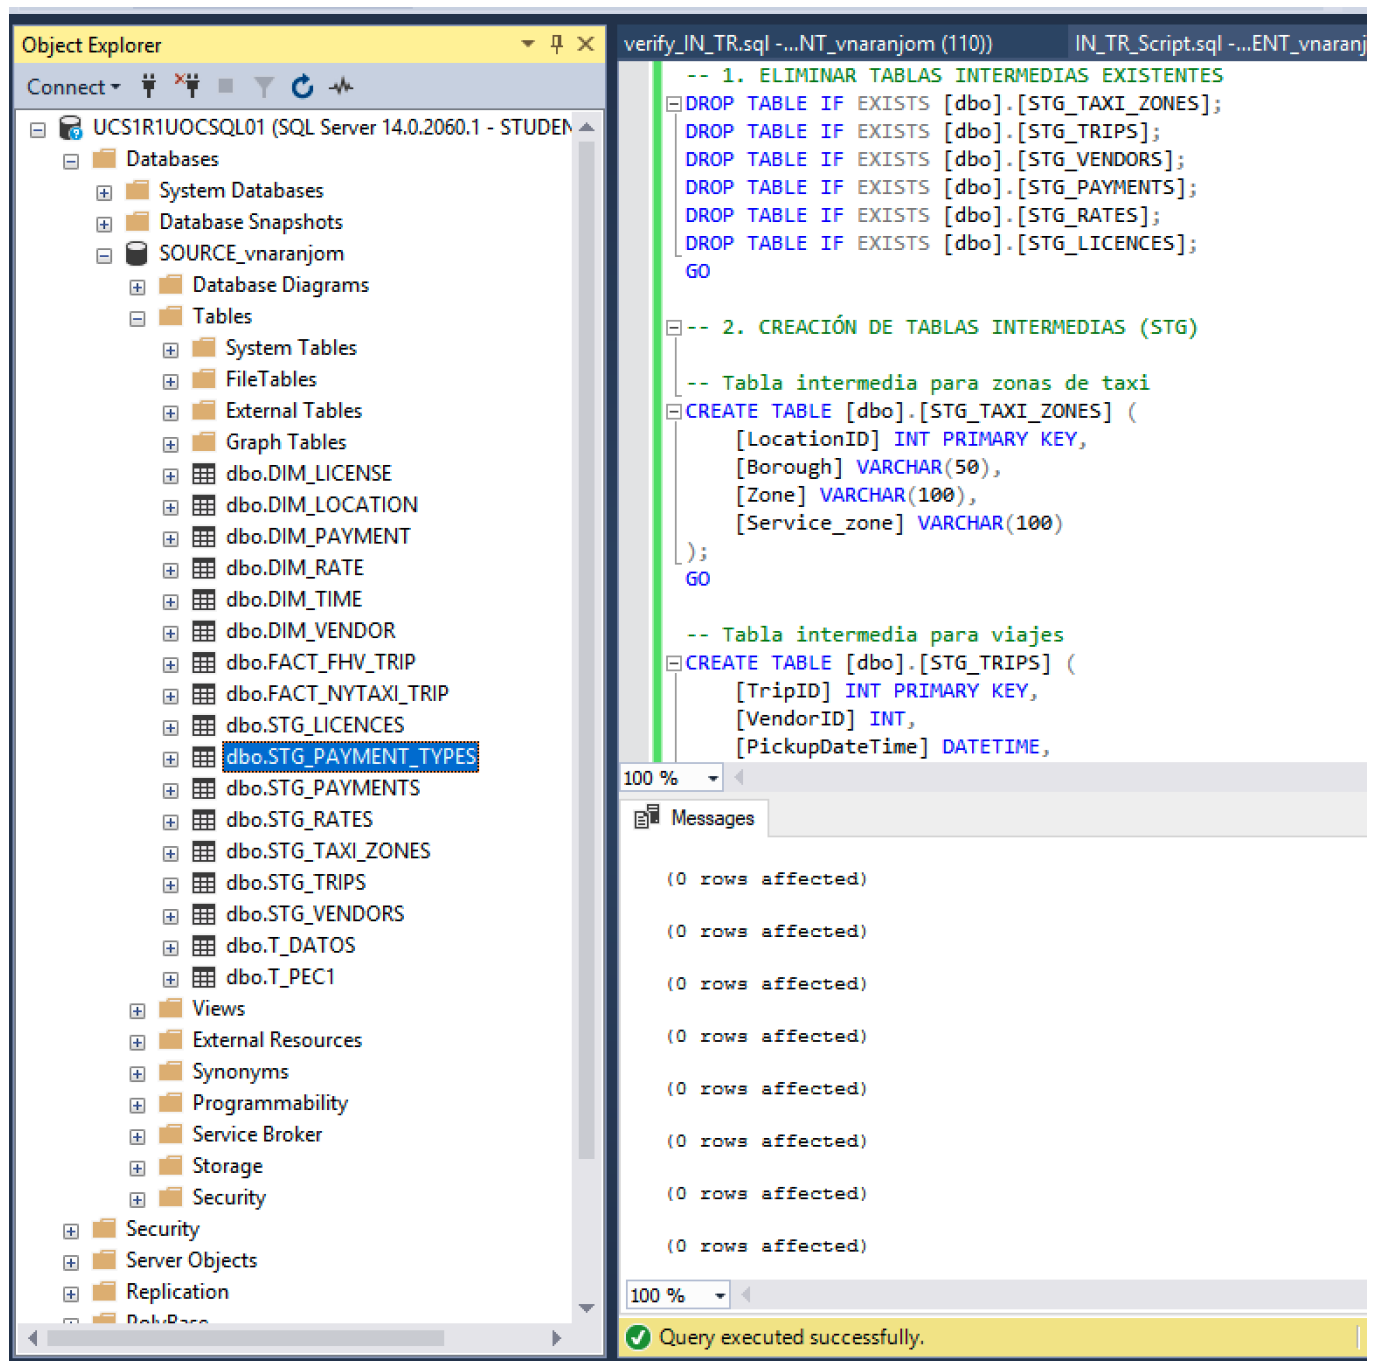 Object Explorer
Connect
UCS1R1UOCSQL01 (SQL Server 14.0.2060.1 - STUDEN
Databases
System Databases
Database Snapshots
SOURCE_vnaranjom
Database Diagrams
Tables
System Tables
FileTables
External Tables
Graph Tables
dbo.DIM_LICENSE
dbo.DIM_LOCATION
dbo.DIM_PAYMENT
dbo.DIM_RATE
dbo.DIM_TIME
dbo.DIM_VENDOR
dbo.FACT_FHV_TRIP
dbo.FACT_NYTAXI_TRIP
dbo.STG_LICENCES
dbo.STG_PAYMENT_TYPES
dbo.STG_PAYMENTS
dbo.STG_RATES
dbo.STG_TAXI_ZONES
dbo.STG_TRIPS
dbo.STG_VENDORS
dbo.T_DATOS
dbo.T_PEC1
Views
External Resources
Synonyms
Programmability
Service Broker
Storage
Security
Security
Server Objects
Replication
PolyBase
verify_IN_TR.sql -...NT_vnaranjom (110))
IN_TR_Script.sql -...ENT_vnaranj
-- 1. ELIMINAR TABLAS INTERMEDIAS EXISTENTES
DROP TABLE IF EXISTS [dbo].[STG_TAXI_ZONES];
DROP TABLE IF EXISTS [dbo].[STG_TRIPS];
DROP TABLE IF EXISTS [dbo].[STG_VENDORS];
DROP TABLE IF EXISTS [dbo].[STG_PAYMENTS];
DROP TABLE IF EXISTS [dbo].[STG_RATES];
DROP TABLE IF EXISTS [dbo].[STG_LICENCES];
GO
-- 2. CREACIÓN DE TABLAS INTERMEDIAS (STG)
-- Tabla intermedia para zonas de taxi
CREATE TABLE [dbo].[STG_TAXI_ZONES] (
[LocationID] INT PRIMARY KEY,
[Borough] VARCHAR(50),
[Zone] VARCHAR(100),
[Service_zone] VARCHAR(100)
);
GO
-- Tabla intermedia para viajes
CREATE TABLE [dbo].[STG_TRIPS] (
[TripID] INT PRIMARY KEY,
[VendorID] INT,
[PickupDateTime] DATETIME,
100 %
Messages
(0 rows affected)
(0 rows affected)
(0 rows affected)
(0 rows affected)
(0 rows affected)
(0 rows affected)
(0 rows affected)
(0 rows affected)
100 %
Query executed successfully.